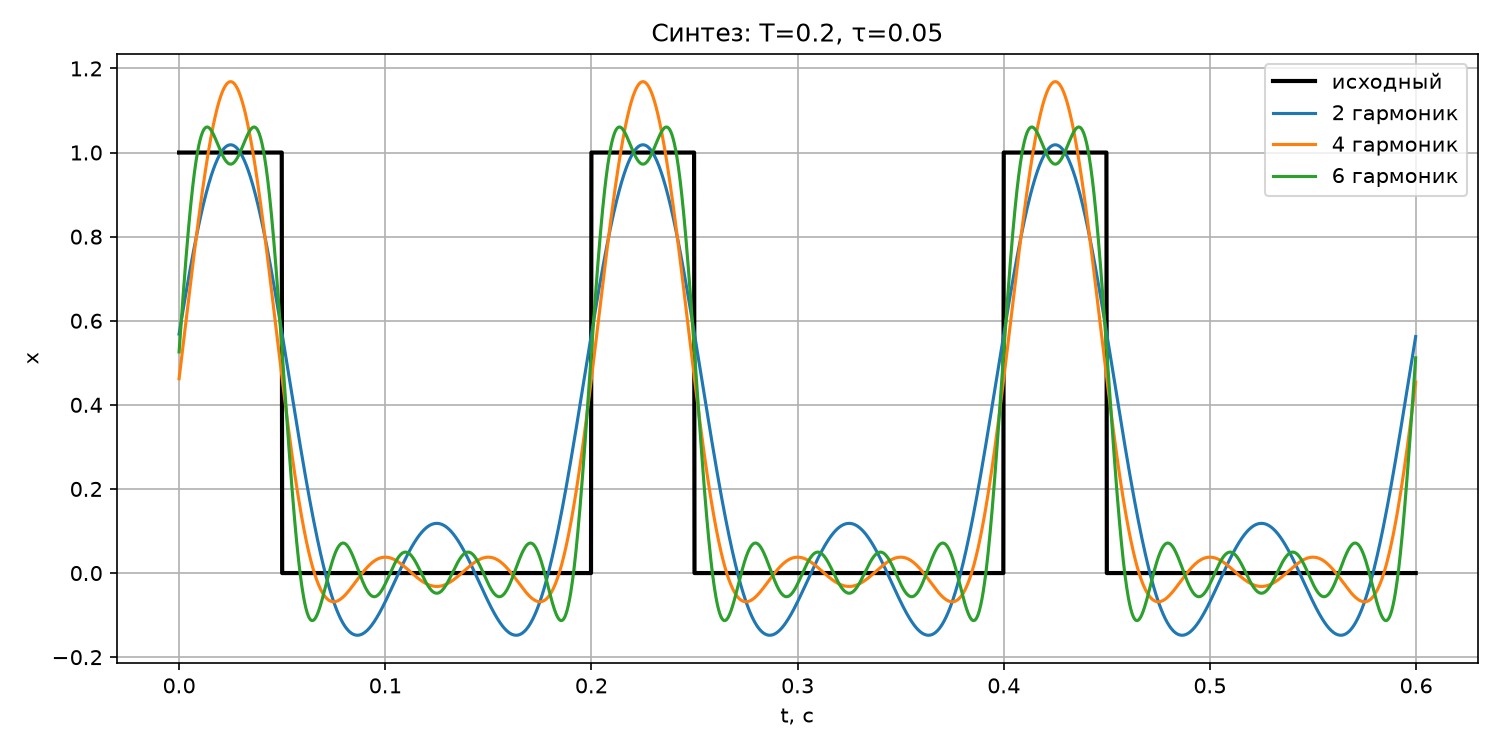 Синтез: T=0.2, τ=0.05
исходный
2 гармоник
4 гармоник
6 гармоник
1.2
1.0
0.8
0.6
0.4
0.2
0.0
−0.2
x
0.0 0.1 0.2 0.3 0.4 0.5 0.6
t, с